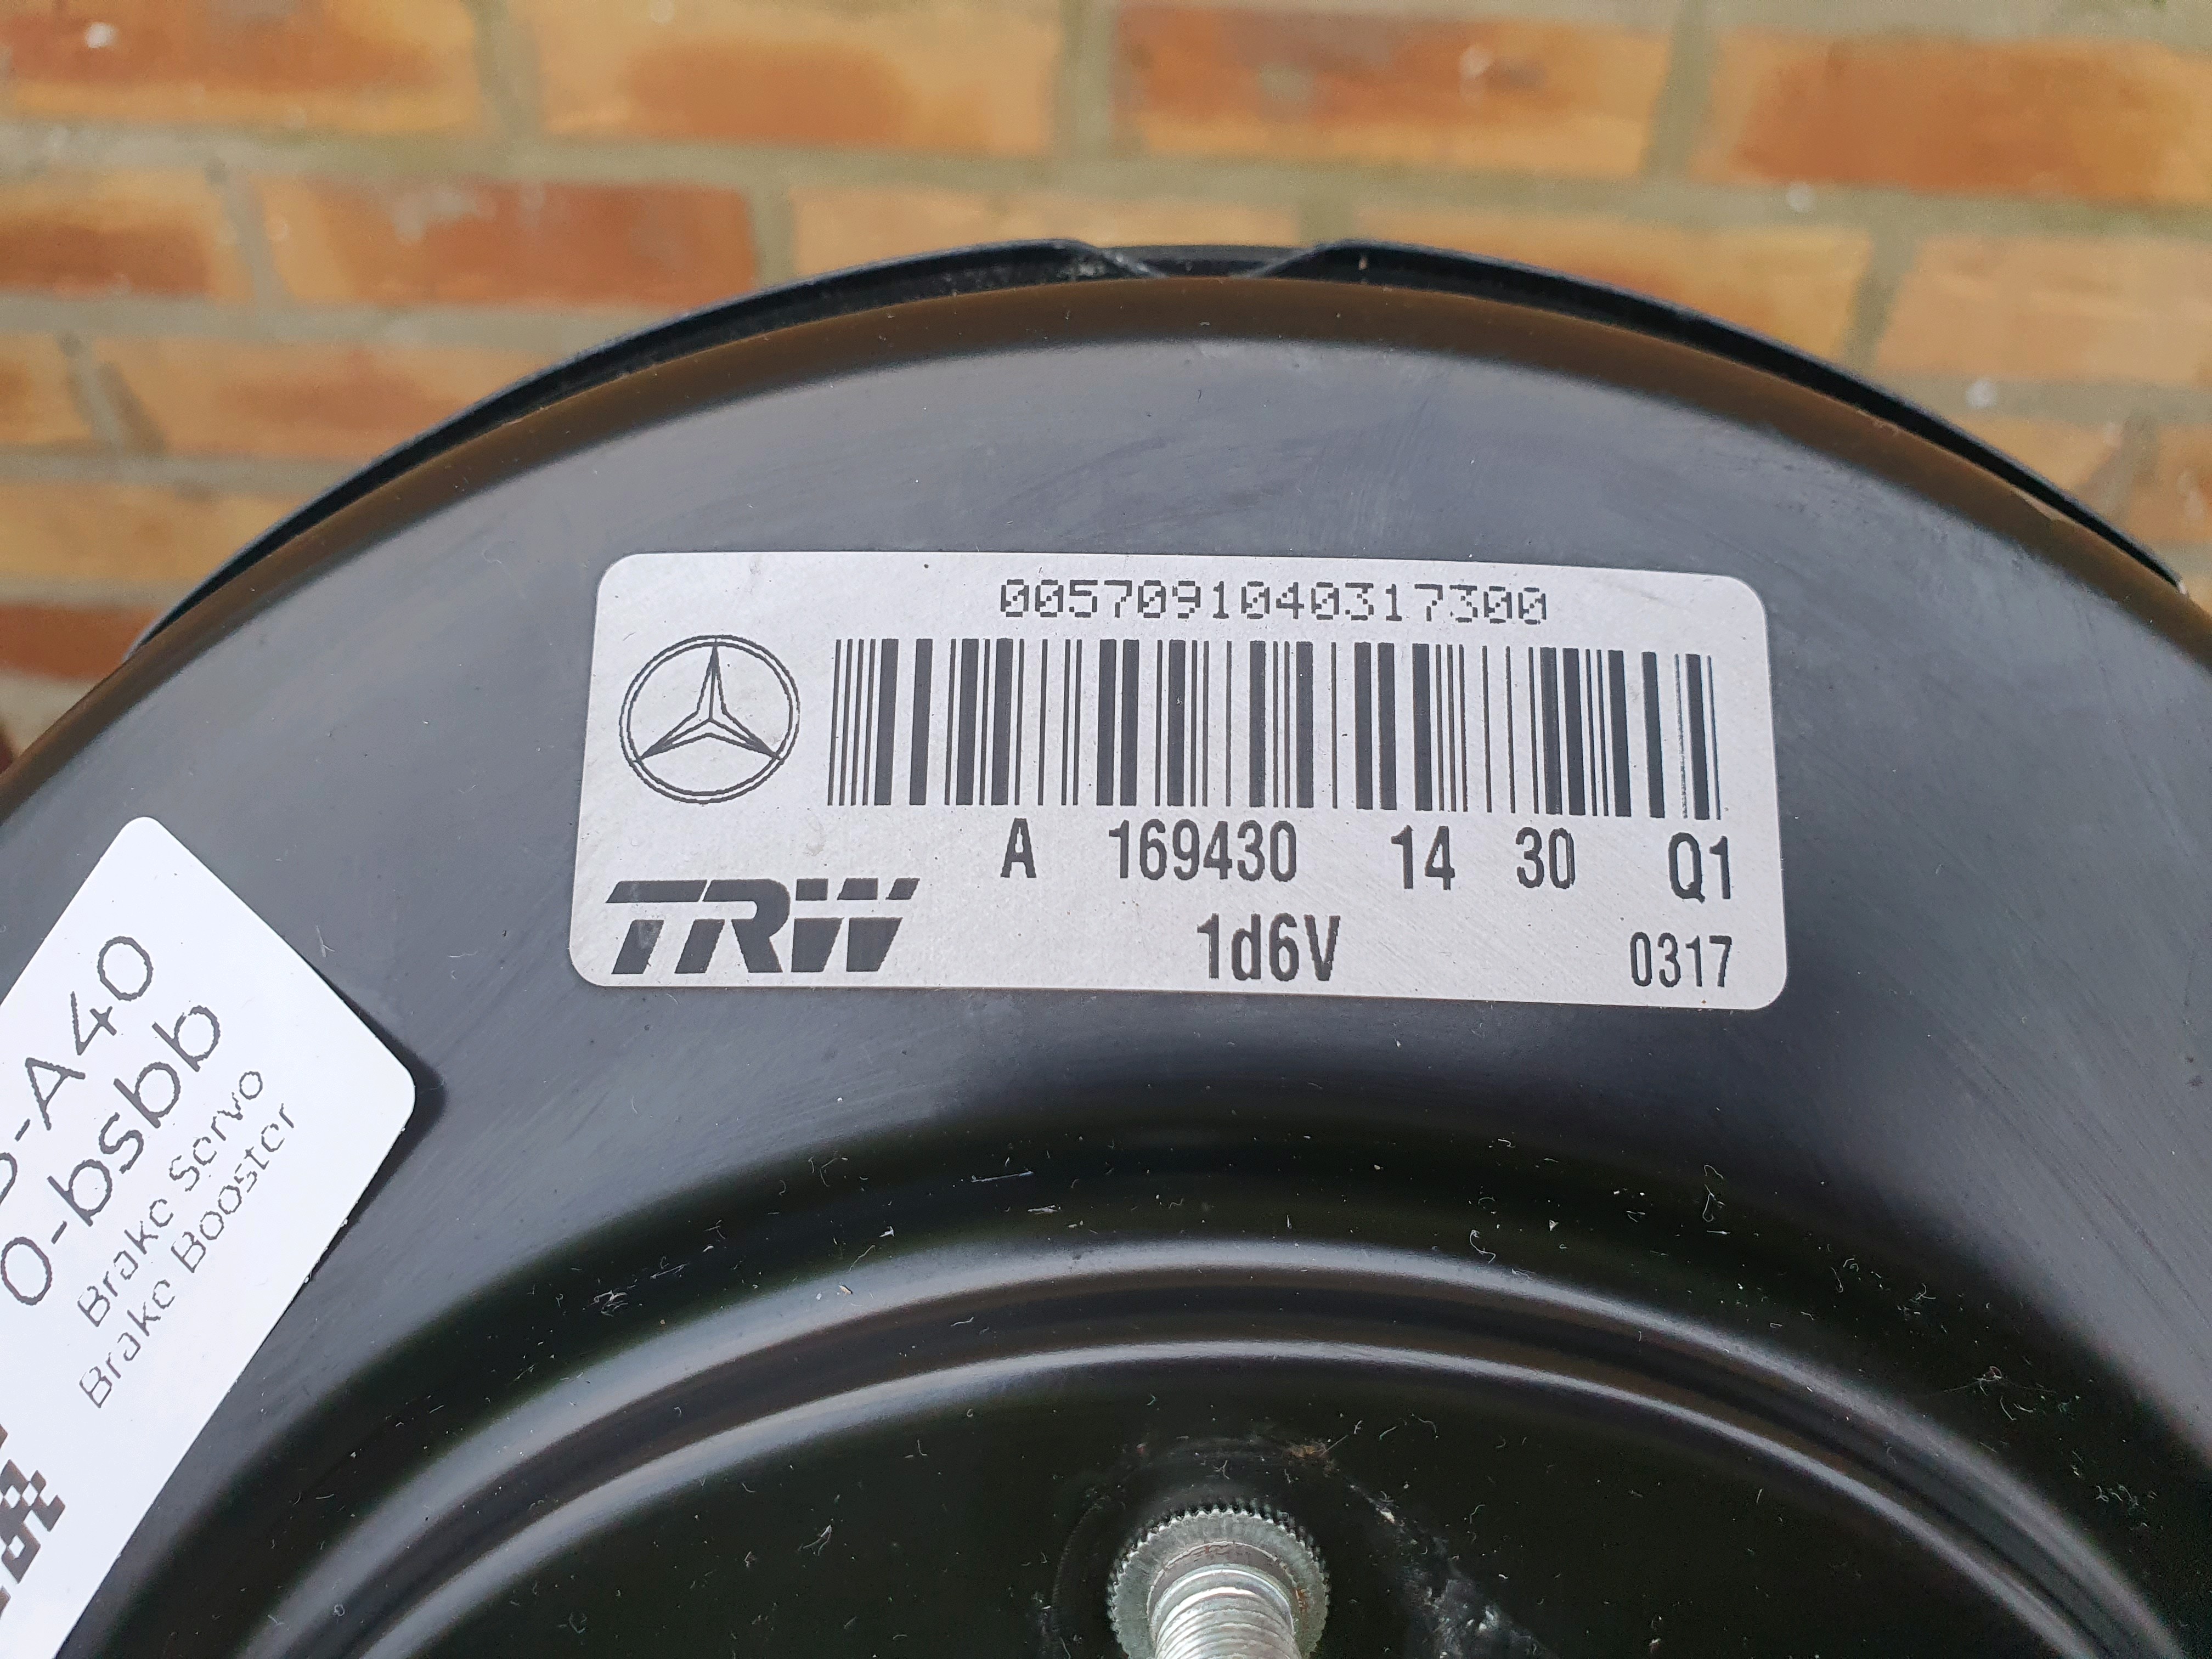 0057091040317300
A 169430 14 30 Q1
TRW 1d6V 0317
-A40
0-bsbb
Brake Servo
Brake Booster